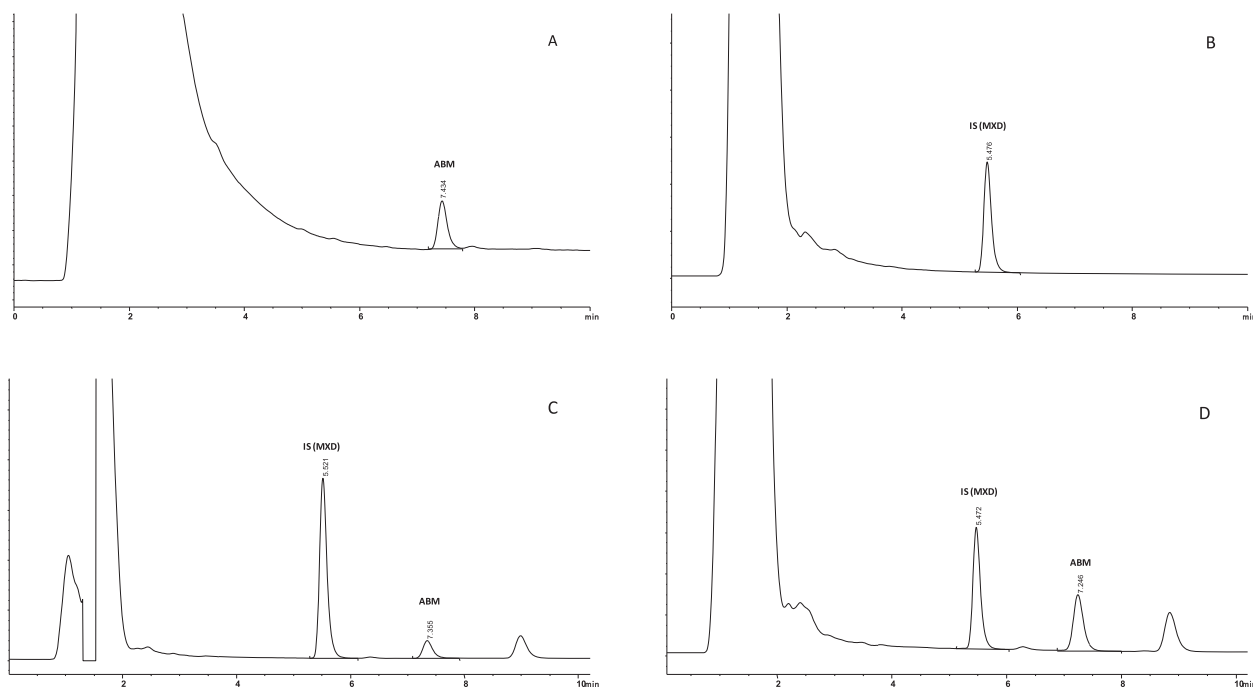 A
ABM
7.434
0 2 4 6 8 min
B
IS (MXD)
5.476
0 2 4 6 8 min
C
IS (MXD)
5.521
ABM
7.355
2 4 6 8 10 min
D
IS (MXD)
5.472
ABM
7.246
2 4 6 8 10 min